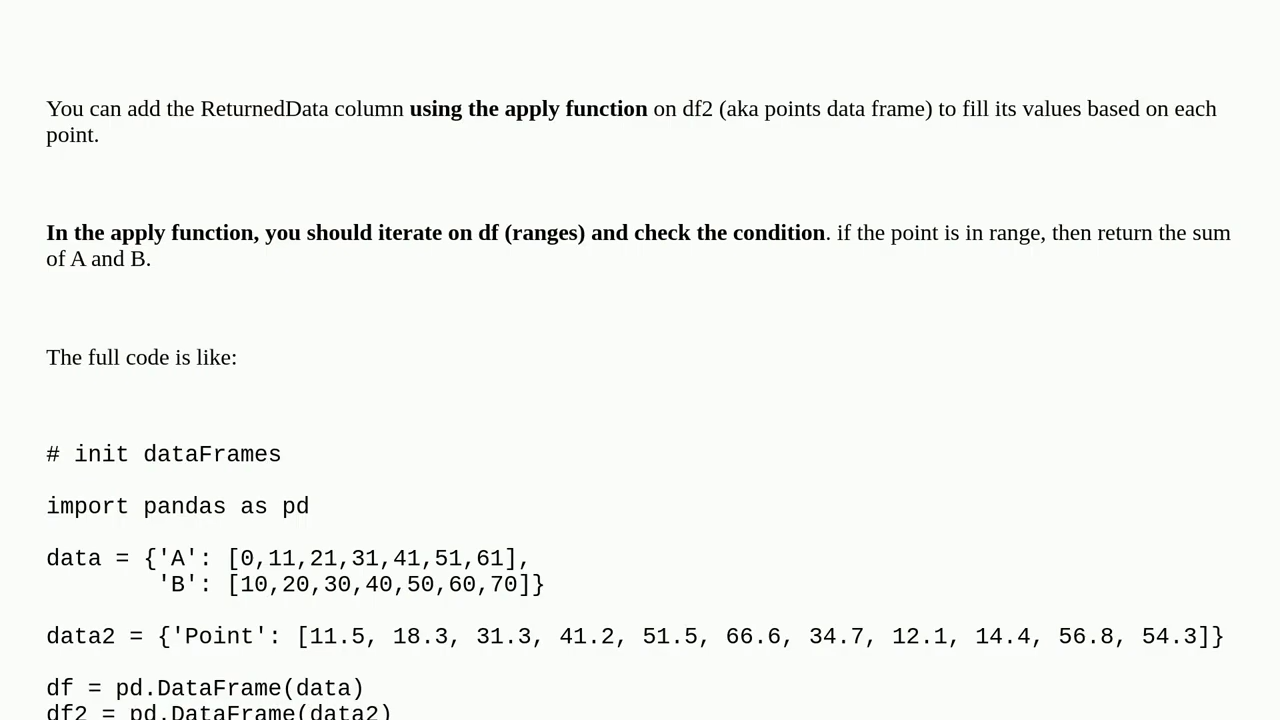 You can add the ReturnedData column using the apply function on df2 (aka points data frame) to fill its values based on each
point.
In the apply function, you should iterate on df (ranges) and check the condition. if the point is in range, then return the sum
of A and B.
The full code is like:
# init dataFrames
import pandas as pd
data = {'A': [0,11,21,31,41,51,61],
        'B': [10,20,30,40,50,60,70]}
data2 = {'Point': [11.5, 18.3, 31.3, 41.2, 51.5, 66.6, 34.7, 12.1, 14.4, 56.8, 54.3]}
df = pd.DataFrame(data)
df2 = pd.DataFrame(data2)